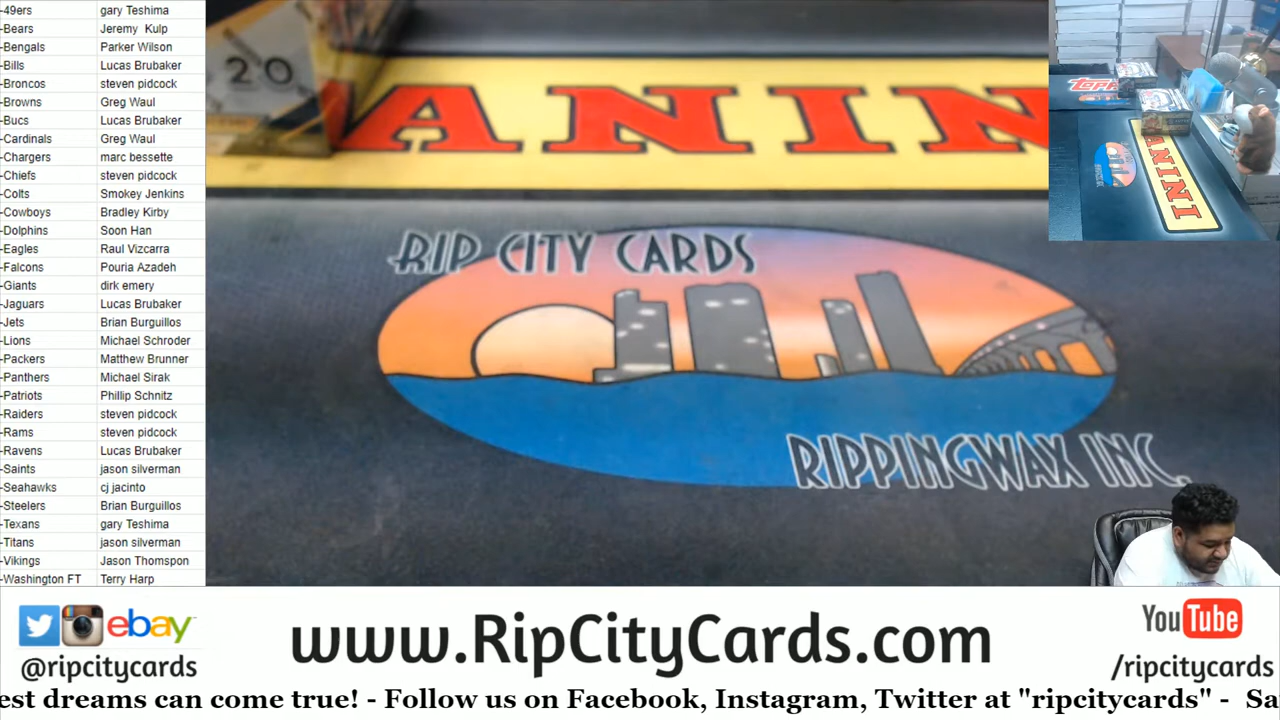 -49ers gary Teshima
-Bears Jeremy Kulp
-Bengals Parker Wilson
-Bills Lucas Brubaker
-Broncos steven pidcock
-Browns Greg Waul
-Bucs Lucas Brubaker
-Cardinals Greg Waul
-Chargers marc bessette
-Chiefs steven pidcock
-Colts Smokey Jenkins
-Cowboys Bradley Kirby
-Dolphins Soon Han
-Eagles Raul Vizcarra
-Falcons Pouria Azadeh
-Giants dirk emery
-Jaguars Lucas Brubaker
-Jets Brian Burguillos
-Lions Michael Schroder
-Packers Matthew Brunner
-Panthers Michael Sirak
-Patriots Phillip Schnitz
-Raiders steven pidcock
-Rams steven pidcock
-Ravens Lucas Brubaker
-Saints jason silverman
-Seahawks cj jacinto
-Steelers Brian Burguillos
-Texans gary Teshima
-Titans jason silverman
-Vikings Jason Thomspon
-Washington FT Terry Harp
20
ANIN
RIP CITY CARDS
RIPPINGWAX INC.
TOPP
ANINI
ebay
@ripcitycards
www.RipCityCards.com
YouTube
/ripcitycards
est dreams can come true! - Follow us on Facebook, Instagram, Twitter at "ripcitycards" - Sa